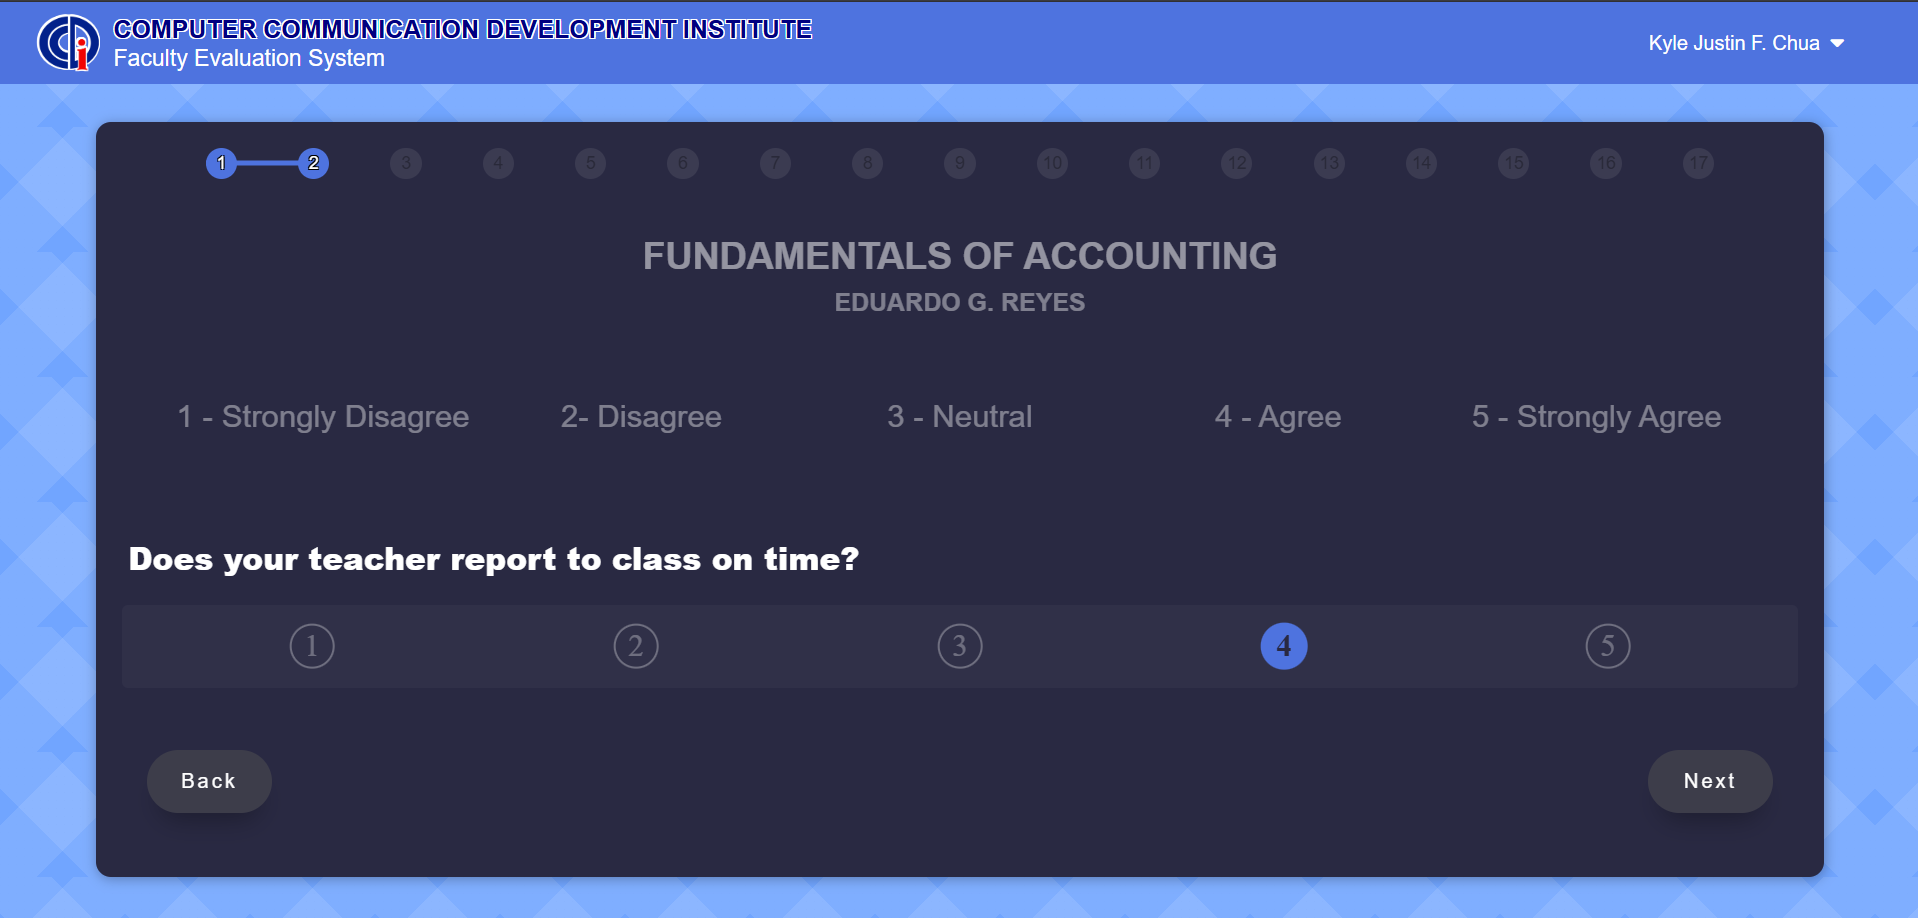 COMPUTER COMMUNICATION DEVELOPMENT INSTITUTE
Faculty Evaluation System
Kyle Justin F. Chua
1 2 3 4 5 6 7 8 9 10 11 12 13 14 15 16 17
FUNDAMENTALS OF ACCOUNTING
EDUARDO G. REYES
1 - Strongly Disagree 2- Disagree 3 - Neutral 4 - Agree 5 - Strongly Agree
Does your teacher report to class on time?
1 2 3 4 5
Back Next